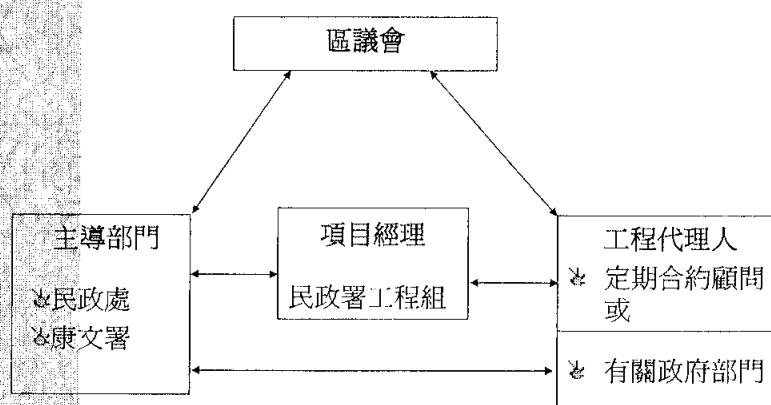 區議會
主導部門
民政處
康文署
項目經理
民政署工程組
工程代理人
定期合約顧問
或
有關政府部門